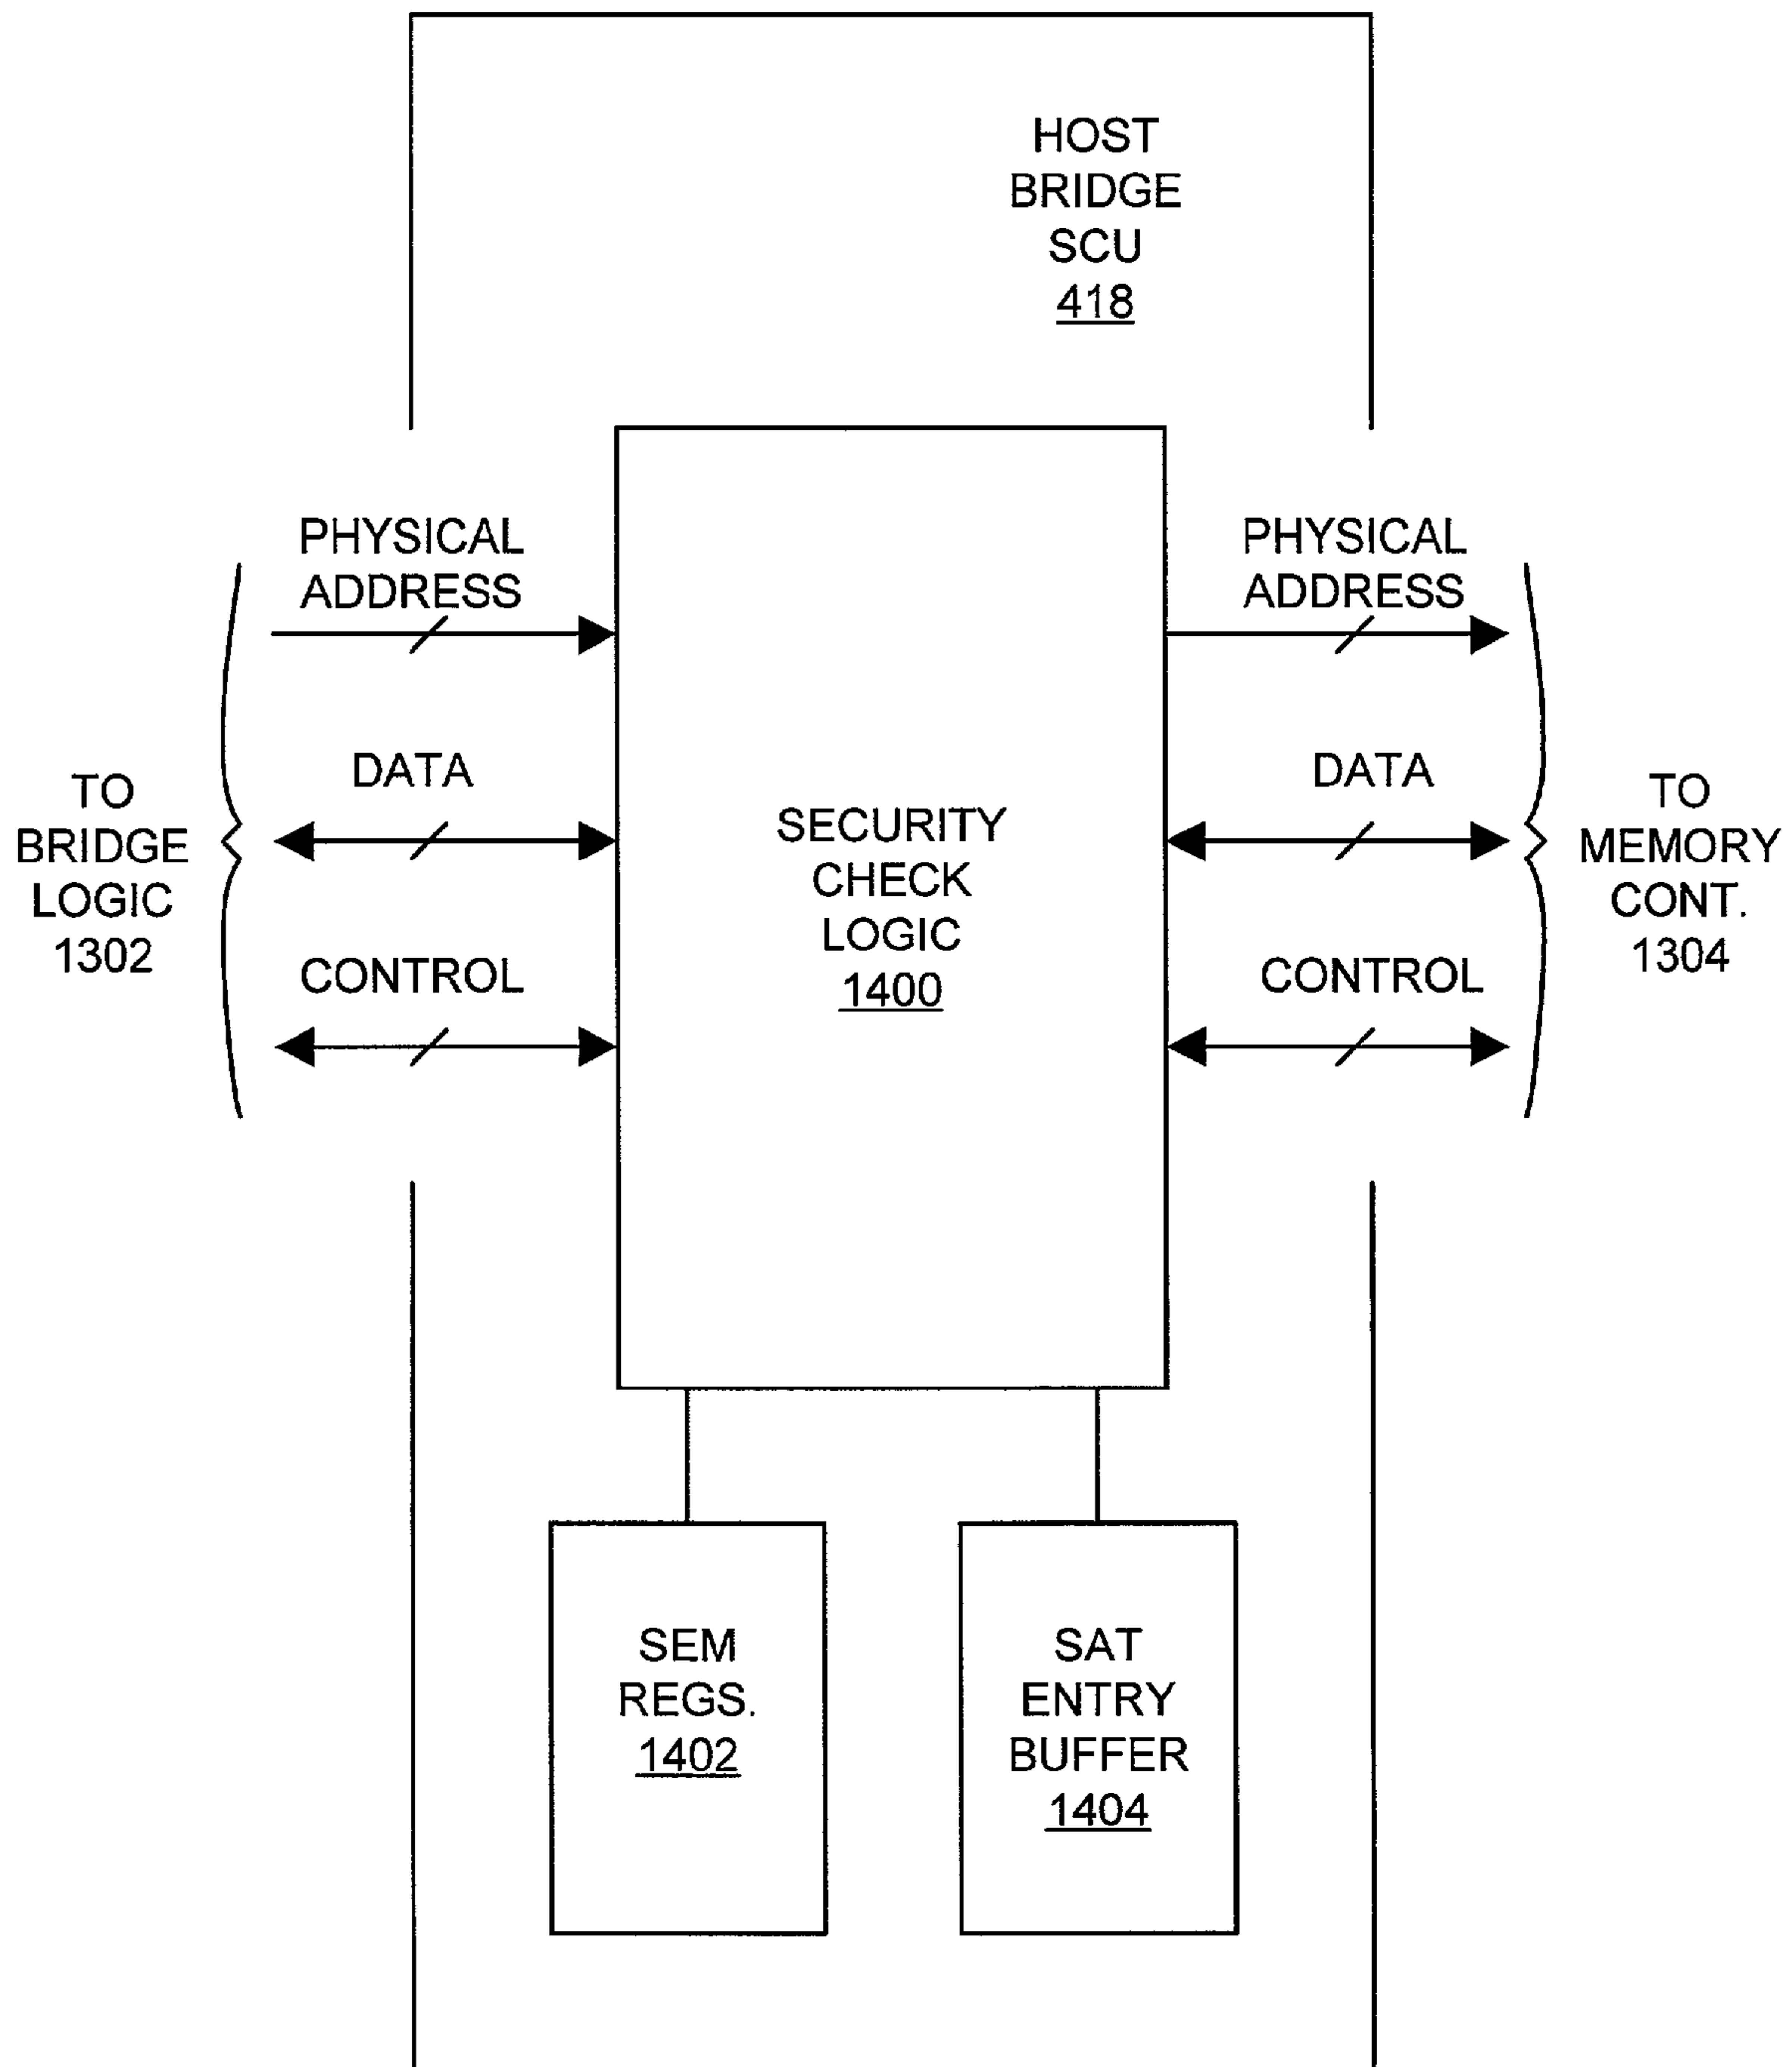 HOST
BRIDGE
SCU
418
PHYSICAL
ADDRESS
DATA
CONTROL
TO
BRIDGE
LOGIC
1302
SECURITY
CHECK
LOGIC
1400
PHYSICAL
ADDRESS
DATA
CONTROL
TO
MEMORY
CONT.
1304
SEM
REGS.
1402
SAT
ENTRY
BUFFER
1404